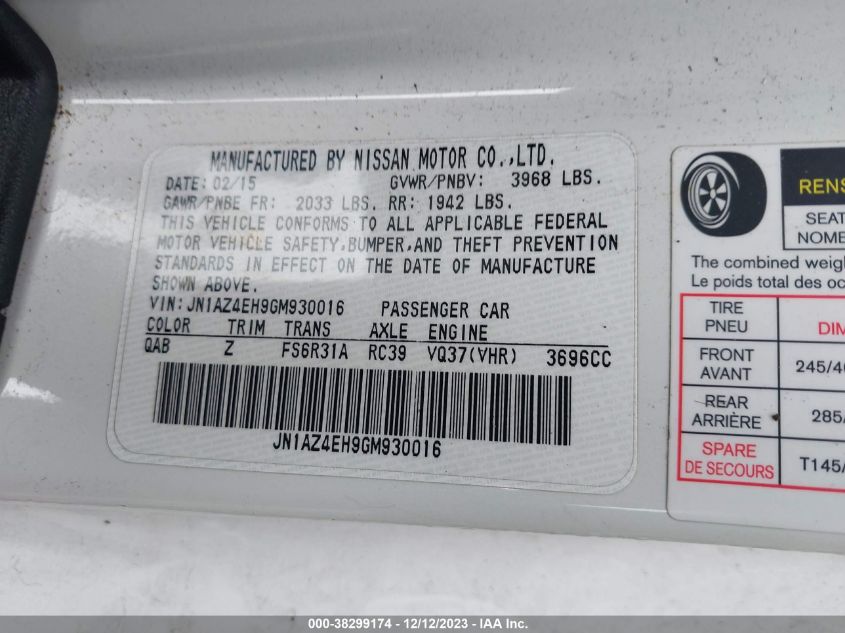 MANUFACTURED BY NISSAN MOTOR CO.,LTD.
DATE: 02/15 GVWR/PNBV: 3968 LBS.
GAWR/PNBE FR: 2033 LBS. RR: 1942 LBS.
THIS VEHICLE CONFORMS TO ALL APPLICABLE FEDERAL
MOTOR VEHICLE SAFETY,BUMPER,AND THEFT PREVENTION
STANDARDS IN EFFECT ON THE DATE OF MANUFACTURE
SHOWN ABOVE.
VIN:JN1AZ4EH9GM930016 PASSENGER CAR
COLOR TRIM TRANS AXLE ENGINE
QAB Z FS6R31A RC39 VQ37(VHR) 3696CC
JN1AZ4EH9GM930016
RENS
SEAT
NOME
The combined weigh
Le poids total des oc
TIRE
PNEU DIM
FRONT
AVANT 245/40
REAR
ARRIÈRE 285/
SPARE
DE SECOURS T145/
000-38299174 - 12/12/2023 - IAA Inc.